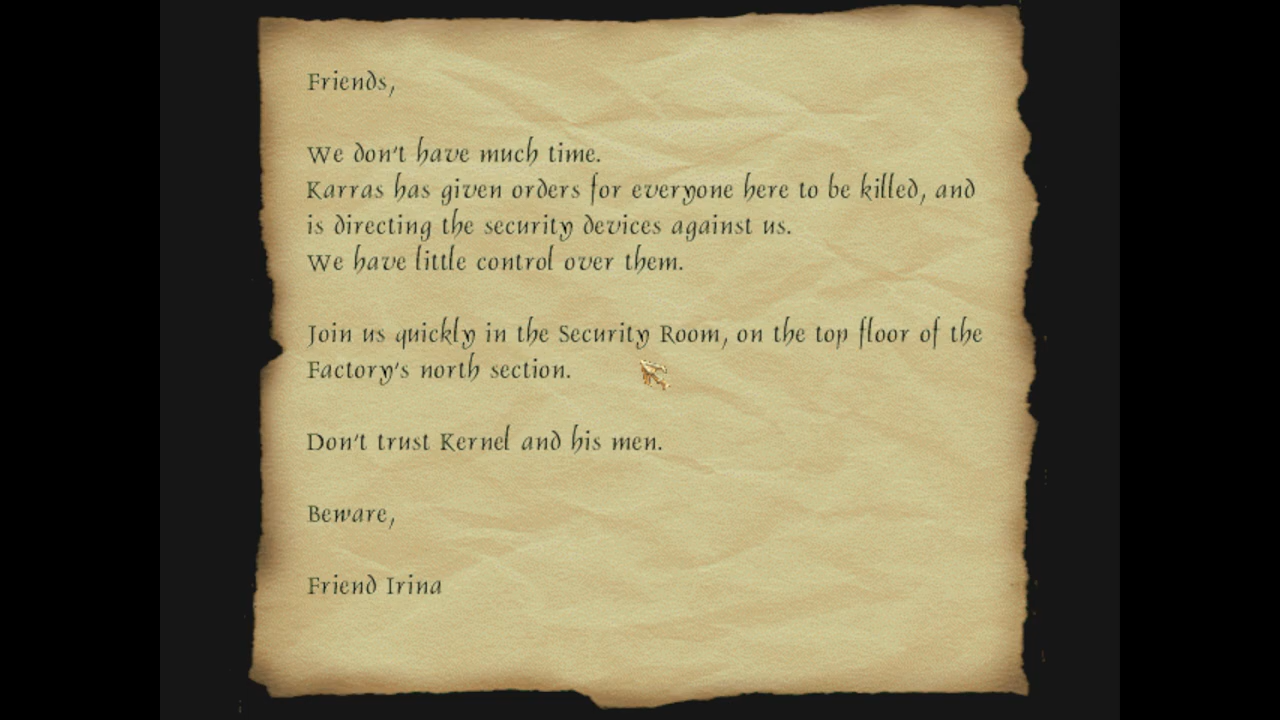 Friends,
We don't have much time.
Karras has given orders for everyone here to be killed, and
is directing the security devices against us.
We have little control over them.
Join us quickly in the Security Room, on the top floor of the
Factory's north section.
Don't trust Kernel and his men.
Beware,
Friend Irina